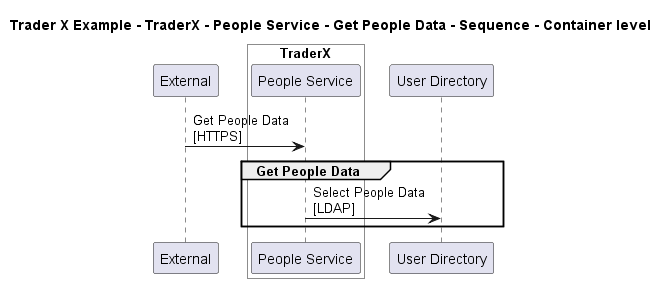 Trader X Example - TraderX - People Service - Get People Data - Sequence - Container level
TraderX
External
People Service
User Directory
Get People Data
[HTTPS]
Get People Data
Select People Data
[LDAP]
External
People Service
User Directory